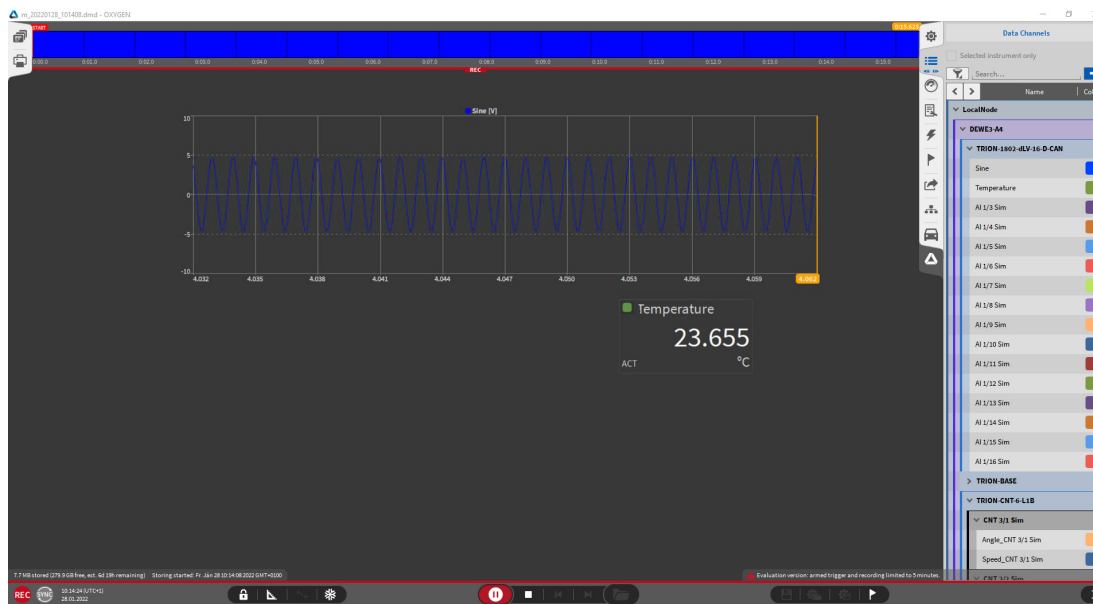 m_20220128_101408.dmd - OXYGEN
START
0:15.625
0:00.0 0:01.0 0:02.0 0:03.0 0:04.0 0:05.0 0:06.0 0:07.0 0:08.0 0:09.0 0:10.0 0:11.0 0:12.0 0:13.0 0:14.0 0:15.0
REC
Sine [V]
10
5
0
-5
-10
4.032 4.035 4.038 4.041 4.044 4.047 4.050 4.053 4.056 4.059 4.062
Temperature
23.655
ACT °C
Data Channels
Selected instrument only
Search...
Name Col
LocalNode
DEWE3-A4
TRION-1802-dLV-16-D-CAN
Sine
Temperature
AI 1/3 Sim
AI 1/4 Sim
AI 1/5 Sim
AI 1/6 Sim
AI 1/7 Sim
AI 1/8 Sim
AI 1/9 Sim
AI 1/10 Sim
AI 1/11 Sim
AI 1/12 Sim
AI 1/13 Sim
AI 1/14 Sim
AI 1/15 Sim
AI 1/16 Sim
TRION-BASE
TRION-CNT-6-L1B
CNT 3/1 Sim
Angle_CNT 3/1 Sim
Speed_CNT 3/1 Sim
CNT 3/2 Sim
7.7 MB stored (279.9 GB free, est. 6d 19h remaining) Storing started: Fr. Jän 28 10:14:08 2022 GMT+0100
Evaluation version: armed trigger and recording limited to 5 minutes.
REC SYNC 10:14:24 (UTC+1)
28.01.2022